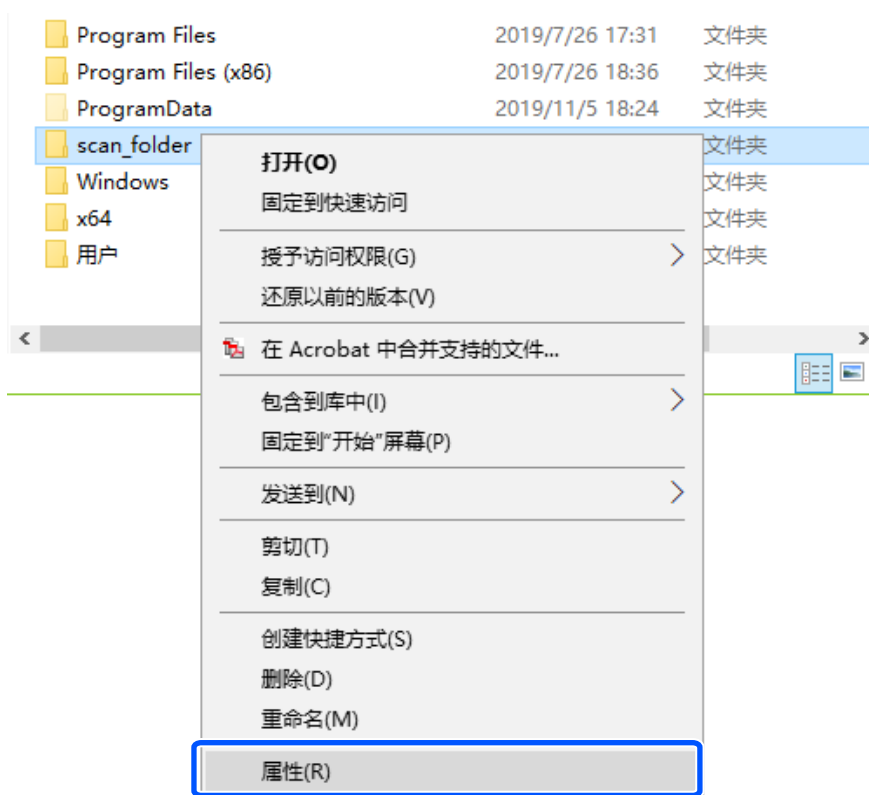 Program Files 2019/7/26 17:31 文件夹
Program Files (x86) 2019/7/26 18:36 文件夹
ProgramData 2019/11/5 18:24 文件夹
scan_folder 文件夹
Windows 文件夹
x64 文件夹
用户 文件夹
打开(O)
固定到快速访问
授予访问权限(G)
还原以前的版本(V)
在 Acrobat 中合并支持的文件...
包含到库中(I)
固定到"开始"屏幕(P)
发送到(N)
剪切(T)
复制(C)
创建快捷方式(S)
删除(D)
重命名(M)
属性(R)